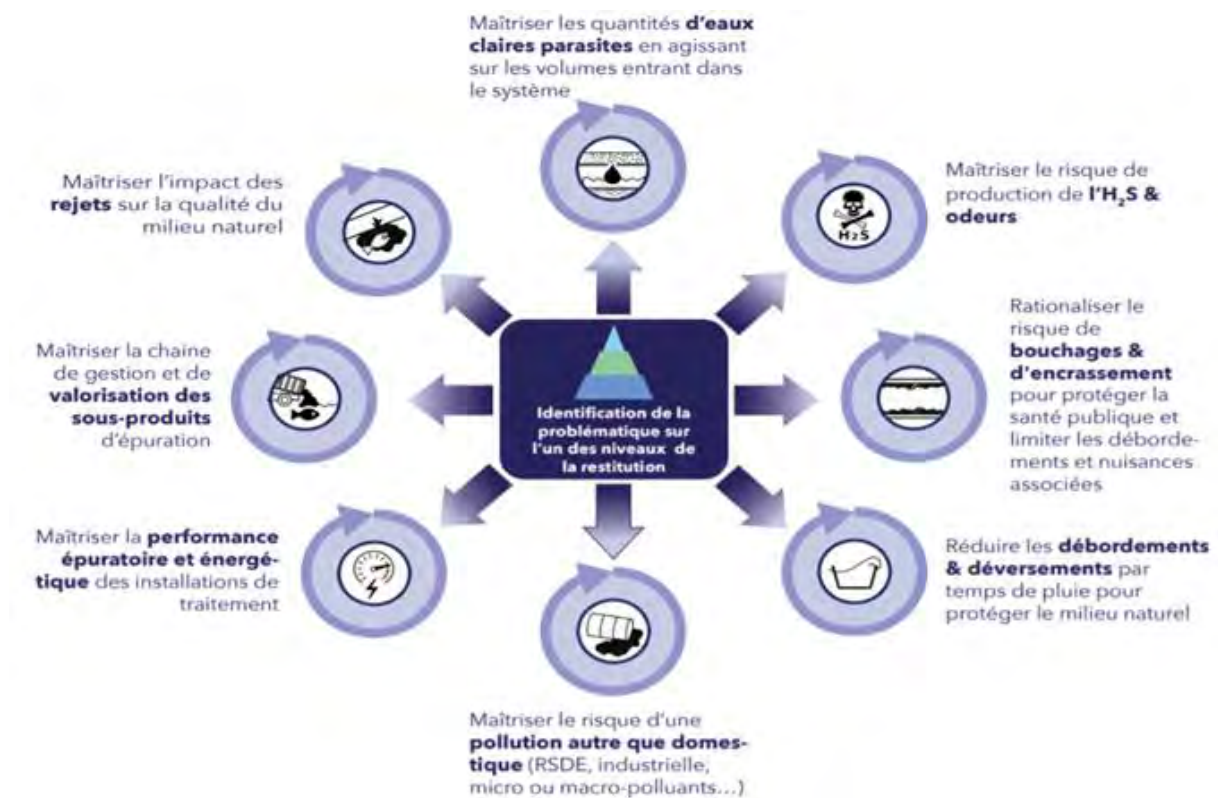 Maîtriser les quantités d'eaux
claires parasites en agissant
sur les volumes entrant dans
le système
Maîtriser le risque de
production de l'H₂S &
odeurs
H2S
Rationaliser le
risque de
bouchages &
d'encrassement
pour protéger la
santé publique et
limiter les déborde-
ments et nuisances
associées
Réduire les débordements
& déversements par
temps de pluie pour
protéger le milieu naturel
Maîtriser le risque d'une
pollution autre que domes-
tique (RSDE, industrielle,
micro ou macro-polluants...)
Maîtriser la performance
épuratoire et énergé-
tique des installations de
traitement
Maîtriser la chaine
de gestion et de
valorisation des
sous-produits
d'épuration
Maîtriser l'impact des
rejets sur la qualité du
milieu naturel
Identification de la
problématique sur
l'un des niveaux de
la restitution